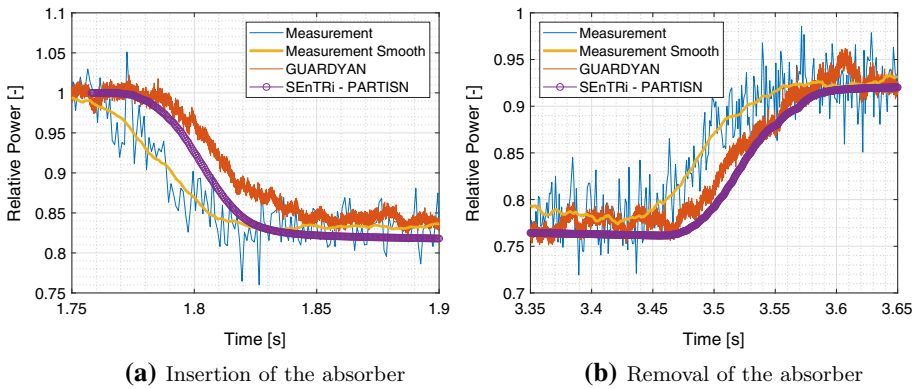 1.1
1.05
1
0.95
0.9
0.85
0.8
0.75
Relative Power [-]
1.75
1.8
1.85
1.9
Time [s]
Measurement
Measurement Smooth
GUARDYAN
SEnTRi - PARTISN
(a) Insertion of the absorber
1
0.95
0.9
0.85
0.8
0.75
0.7
Relative Power [-]
3.35
3.4
3.45
3.5
3.55
3.6
3.65
Time [s]
Measurement
Measurement Smooth
GUARDYAN
SEnTRi - PARTISN
(b) Removal of the absorber